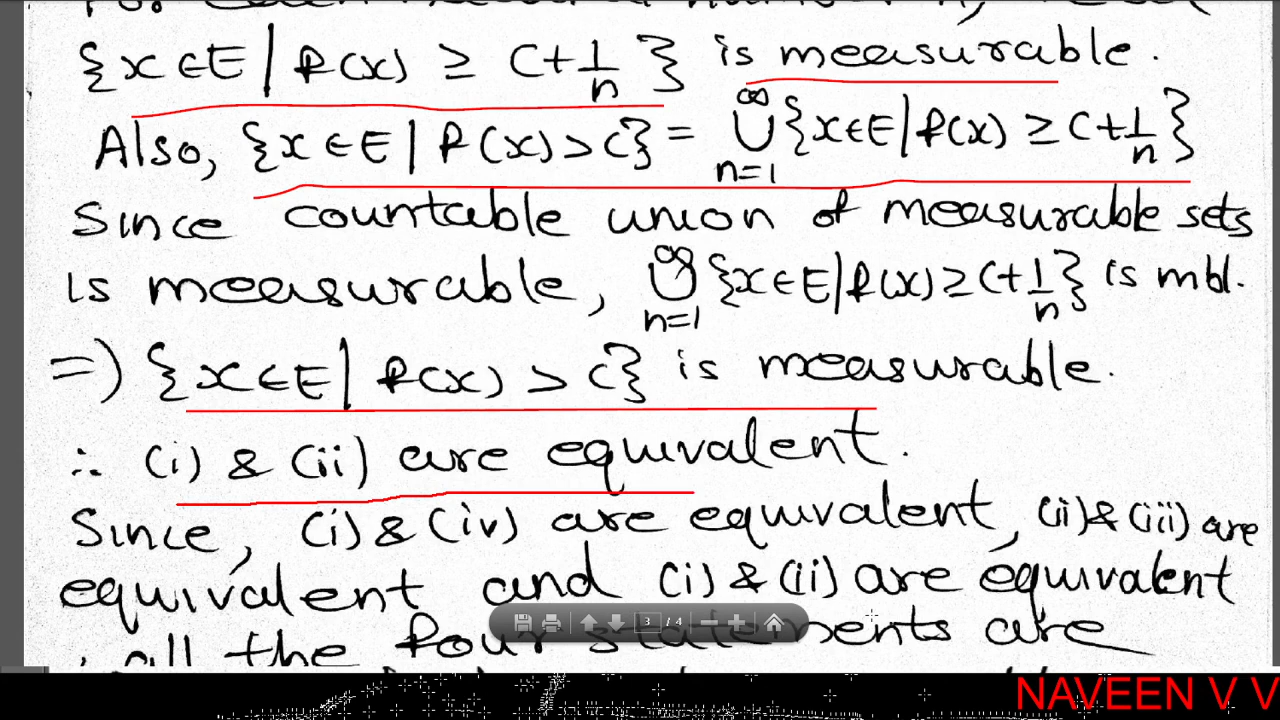 {x ∈ E | f(x) ≥ c + 1/n } is measurable.
Also, {x ∈ E | f(x) > c} = ∞∪n=1 {x ∈ E | f(x) ≥ c + 1/n}
Since countable union of measurable sets
is measurable, ∞∪n=1 {x ∈ E | f(x) ≥ c + 1/n} is mbl.
=) {x ∈ E | f(x) > c} is measurable.
∴ (i) & (ii) are equivalent.
Since, (i) & (iv) are equivalent, (ii) & (iii) are
equivalent and (i) & (ii) are equivalent
all the four statements are
3 / 4
NAVEEN V V